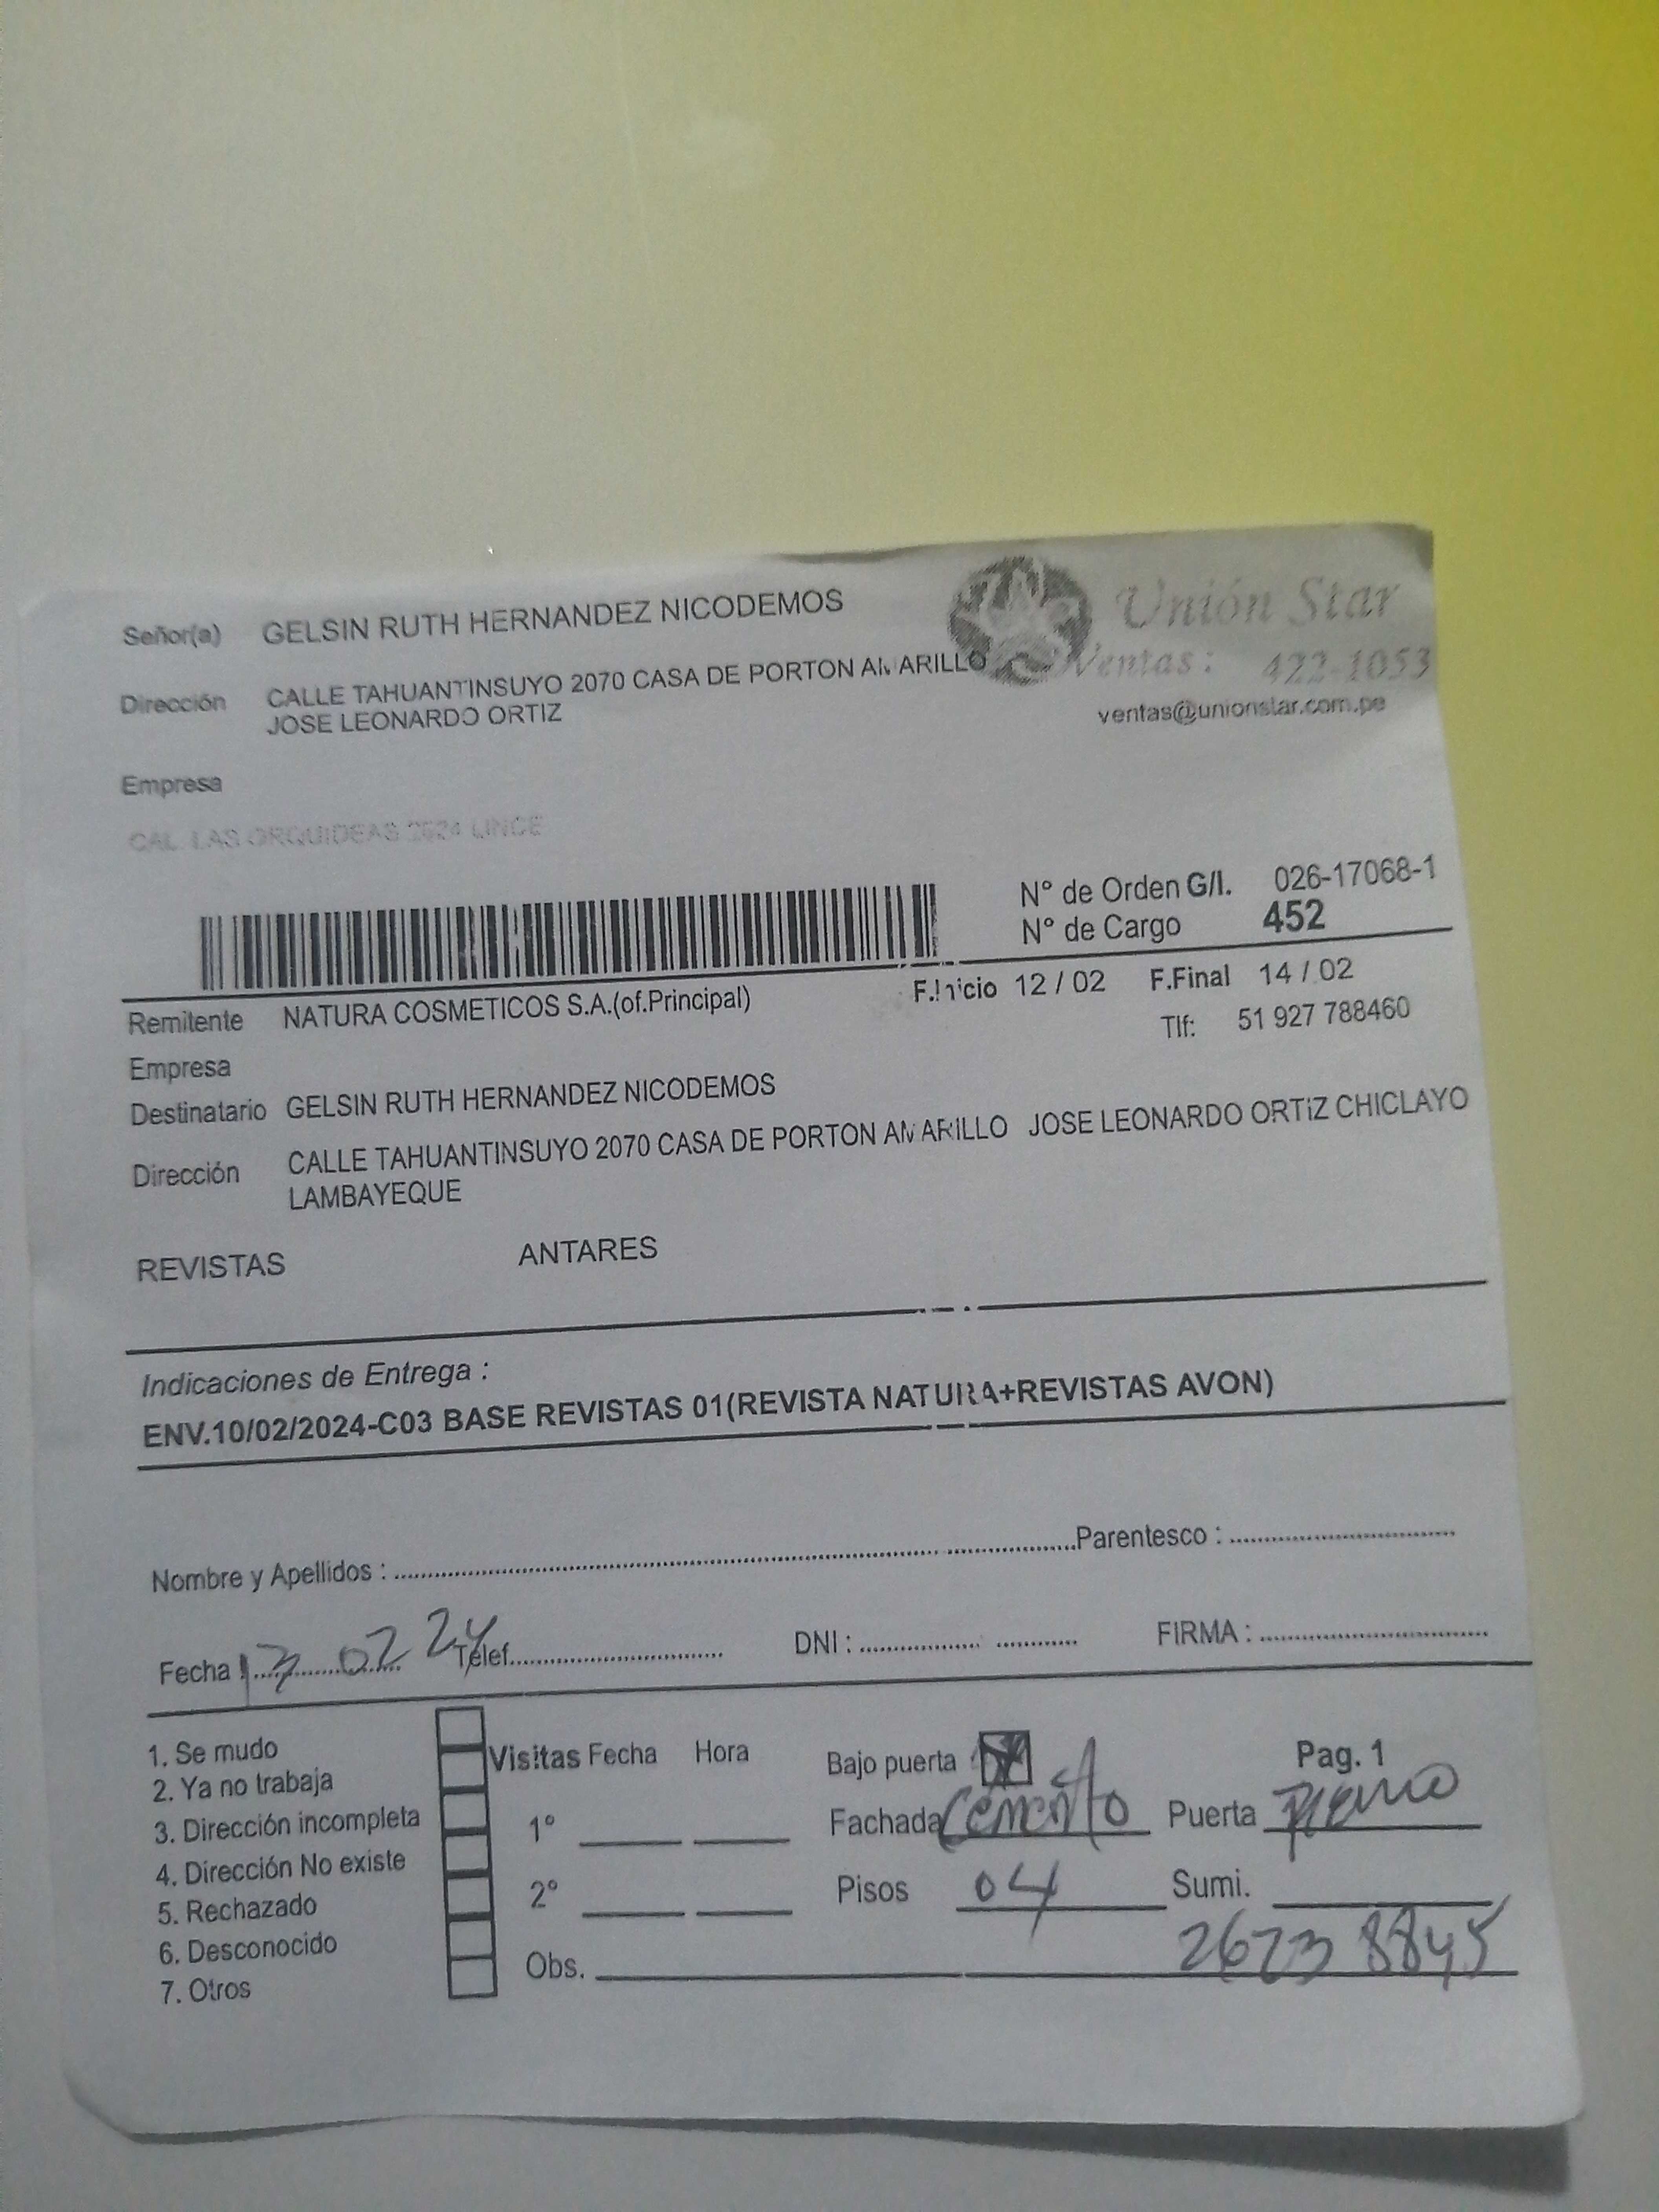 Señor(a) GELSIN RUTH HERNANDEZ NICODEMOS
Unión Star
Ventas: 422-1053
ventas@unionstar.com.pe
Dirección CALLE TAHUANTINSUYO 2070 CASA DE PORTON AMARILLO
JOSE LEONARDO ORTIZ
Empresa
CAL. LAS ORQUIDEAS 2624 LINCE
N° de Orden G/I. 026-17068-1
N° de Cargo 452
Remitente NATURA COSMETICOS S.A.(of.Principal) F.Inicio 12 / 02 F.Final 14 / 02
Tlf: 51 927 788460
Empresa
Destinatario GELSIN RUTH HERNANDEZ NICODEMOS
Dirección CALLE TAHUANTINSUYO 2070 CASA DE PORTON AMARILLO JOSE LEONARDO ORTIZ CHICLAYO
LAMBAYEQUE
REVISTAS ANTARES
Indicaciones de Entrega :
ENV.10/02/2024-C03 BASE REVISTAS 01(REVISTA NATURA+REVISTAS AVON)
Nombre y Apellidos : Parentesco :
Fecha 13 02 24 Telef. DNI : FIRMA :
1. Se mudo
2. Ya no trabaja
3. Dirección incompleta
4. Dirección No existe
5. Rechazado
6. Desconocido
7. Otros
Visitas Fecha Hora
1°
2°
Obs.
Bajo puerta Pag. 1
Fachada Cemento Puerta
Pisos 04 Sumi.
26738845